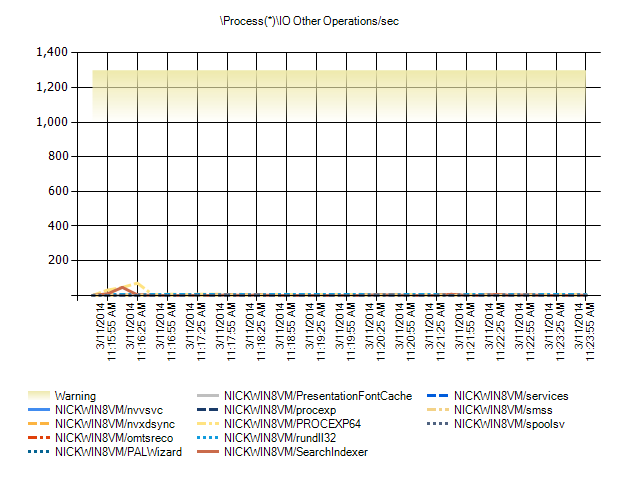 \Process(*)\IO Other Operations/sec
1,400
1,200
1,000
800
600
400
200
3/11/2014 11:15:55 AM
3/11/2014 11:16:25 AM
3/11/2014 11:16:55 AM
3/11/2014 11:17:25 AM
3/11/2014 11:17:55 AM
3/11/2014 11:18:25 AM
3/11/2014 11:18:55 AM
3/11/2014 11:19:25 AM
3/11/2014 11:19:55 AM
3/11/2014 11:20:25 AM
3/11/2014 11:20:55 AM
3/11/2014 11:21:25 AM
3/11/2014 11:21:55 AM
3/11/2014 11:22:25 AM
3/11/2014 11:22:55 AM
3/11/2014 11:23:25 AM
3/11/2014 11:23:55 AM
Warning
NICKWIN8VM/nvvsvc
NICKWIN8VM/nvxdsync
NICKWIN8VM/omtsreco
NICKWIN8VM/PALWizard
NICKWIN8VM/PresentationFontCache
NICKWIN8VM/procexp
NICKWIN8VM/PROCEXP64
NICKWIN8VM/rundll32
NICKWIN8VM/SearchIndexer
NICKWIN8VM/services
NICKWIN8VM/smss
NICKWIN8VM/spoolsv